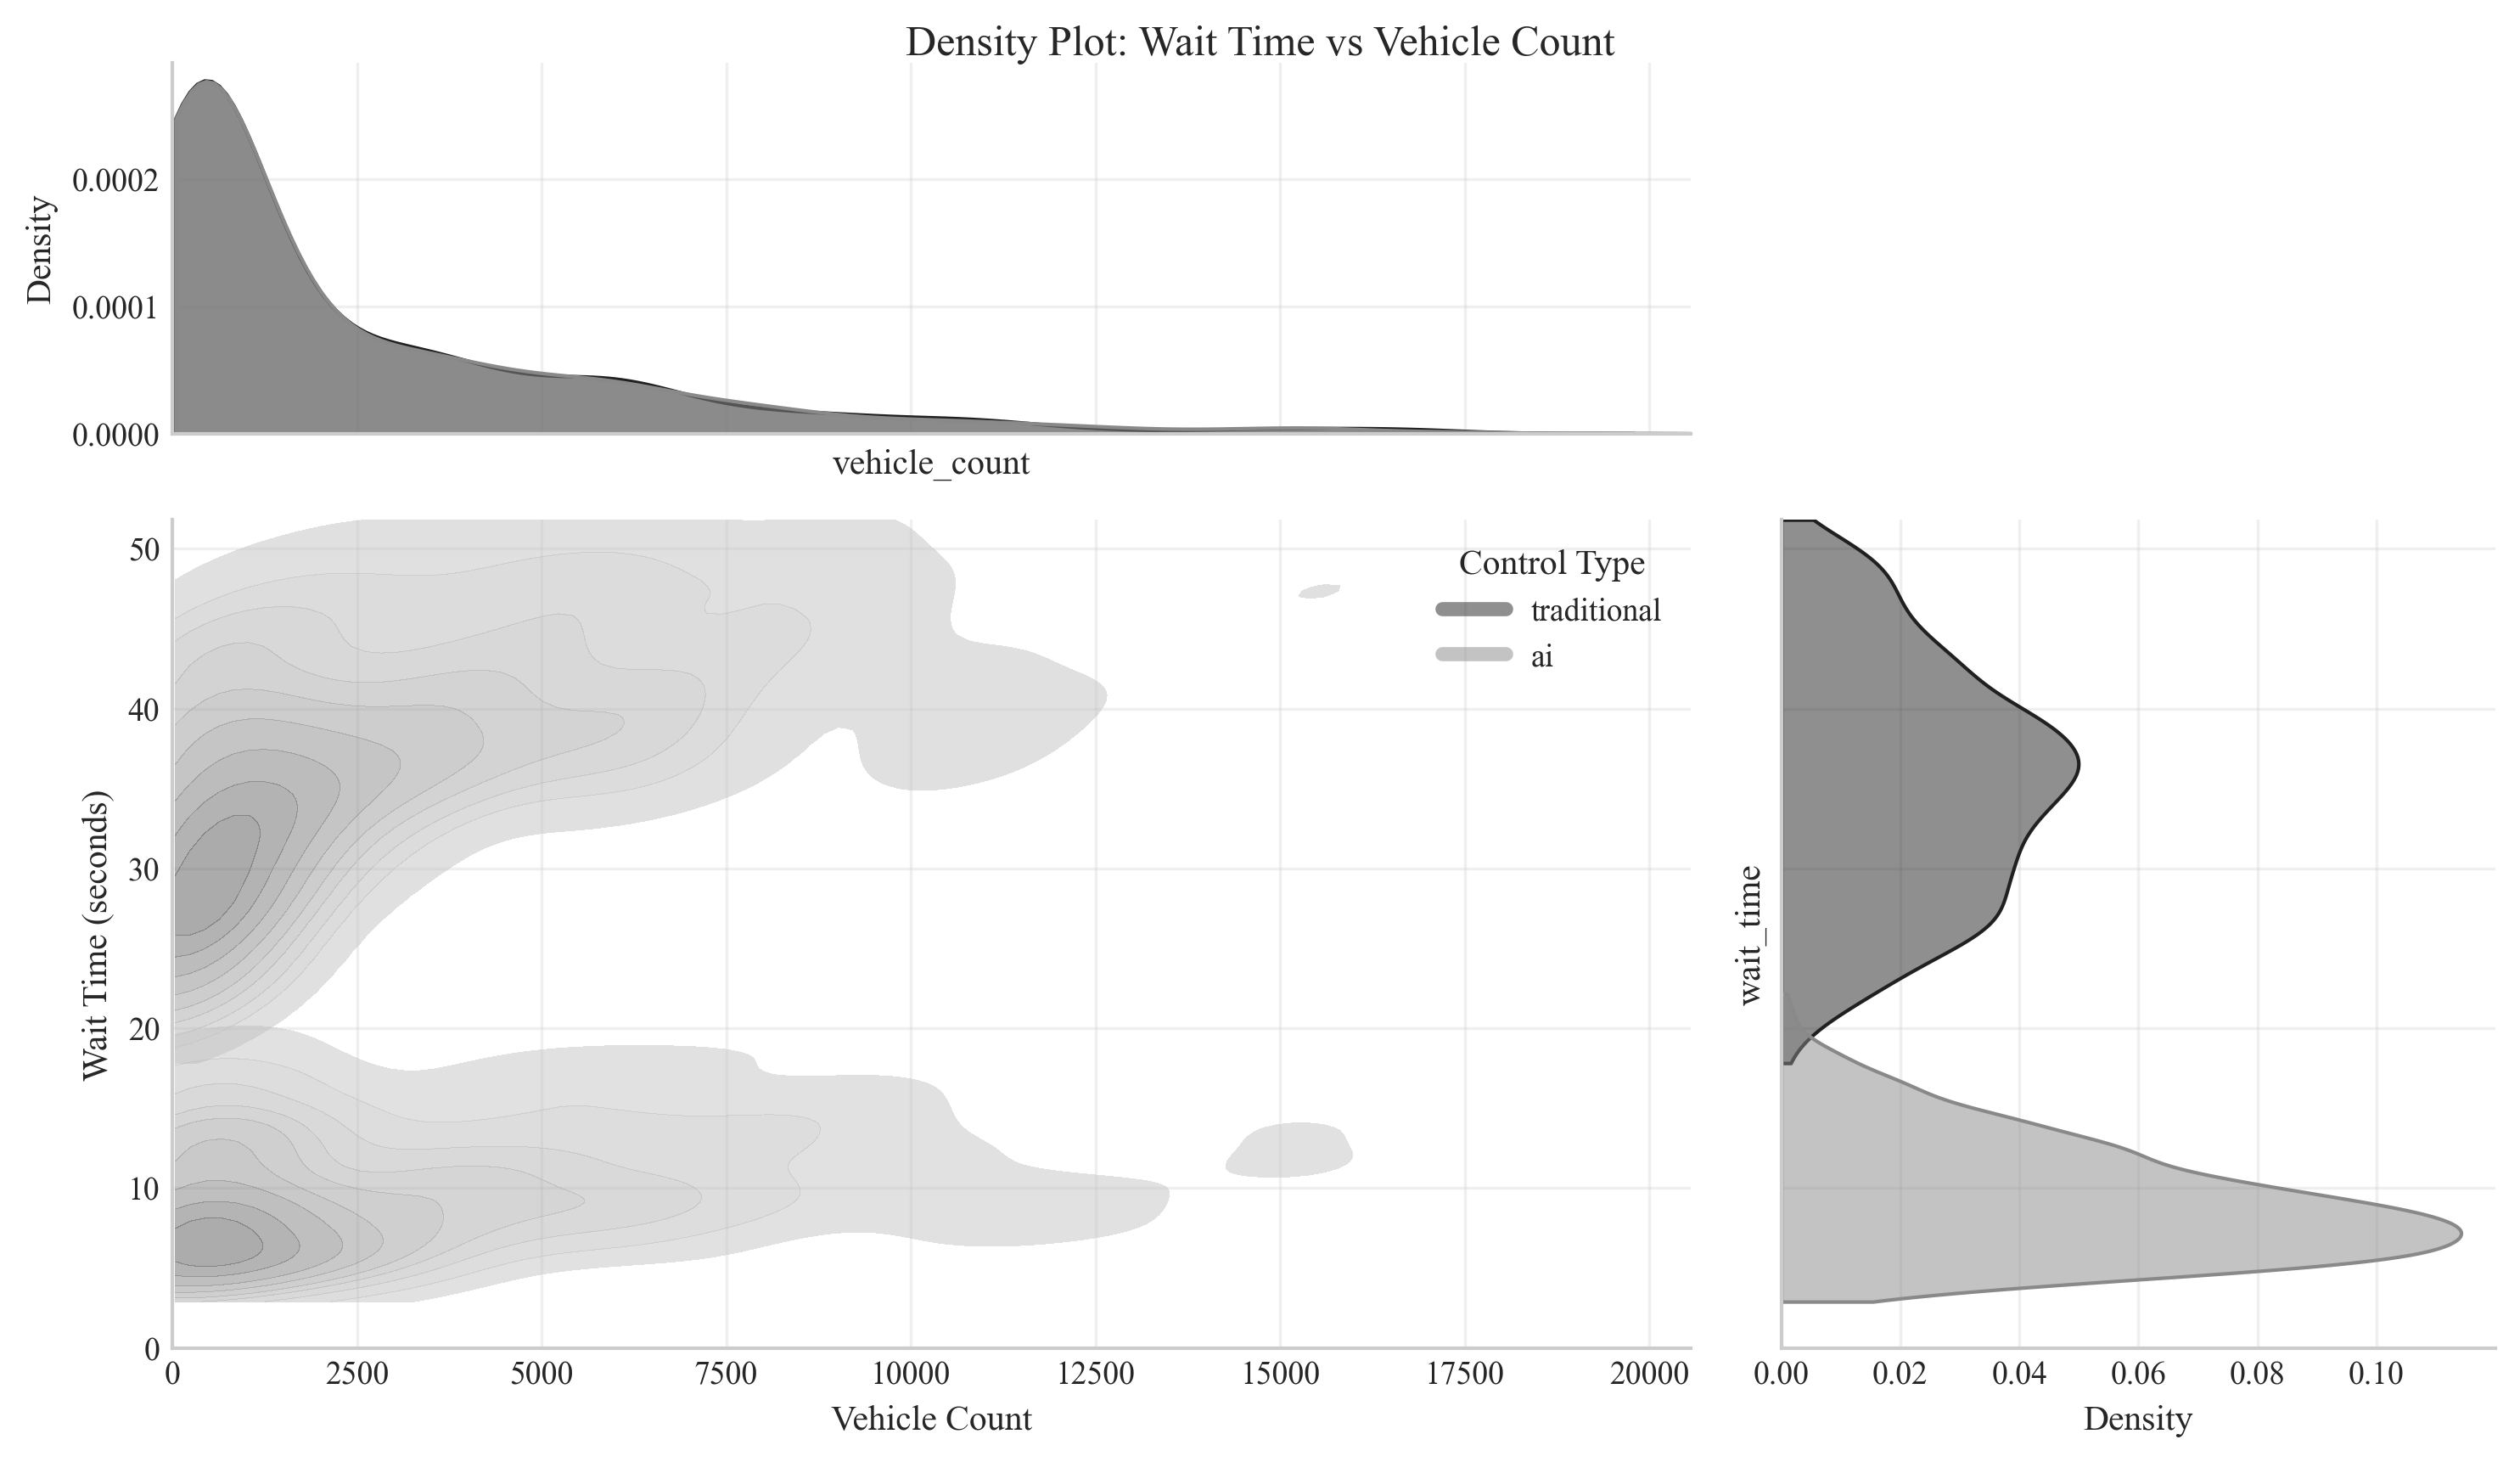 Density Plot: Wait Time vs Vehicle Count
Density
0.0002
0.0001
0.0000
vehicle_count
Wait Time (seconds)
50
40
30
20
10
0
0 2500 5000 7500 10000 12500 15000 17500 20000
Vehicle Count
Control Type
traditional
ai
wait_time
0.00 0.02 0.04 0.06 0.08 0.10
Density